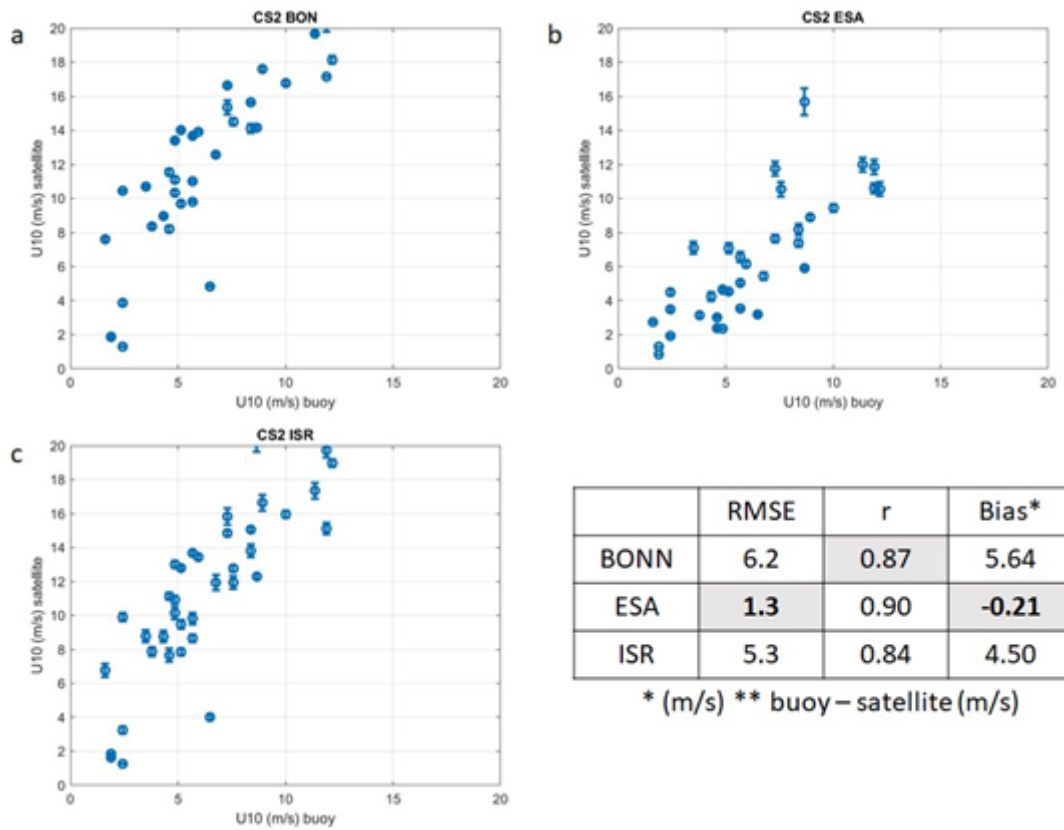 a
CS2 BON
20
18
16
14
12
10
8
6
4
2
0
U10 (m/s) satellite
0 5 10 15 20
U10 (m/s) buoy
b
CS2 ESA
20
18
16
14
12
10
8
6
4
2
0
U10 (m/s) satellite
0 5 10 15 20
U10 (m/s) buoy
c
CS2 ISR
20
18
16
14
12
10
8
6
4
2
0
U10 (m/s) satellite
0 5 10 15 20
U10 (m/s) buoy
RMSE r Bias*
BONN 6.2 0.87 5.64
ESA 1.3 0.90 -0.21
ISR 5.3 0.84 4.50
* (m/s) ** buoy – satellite (m/s)